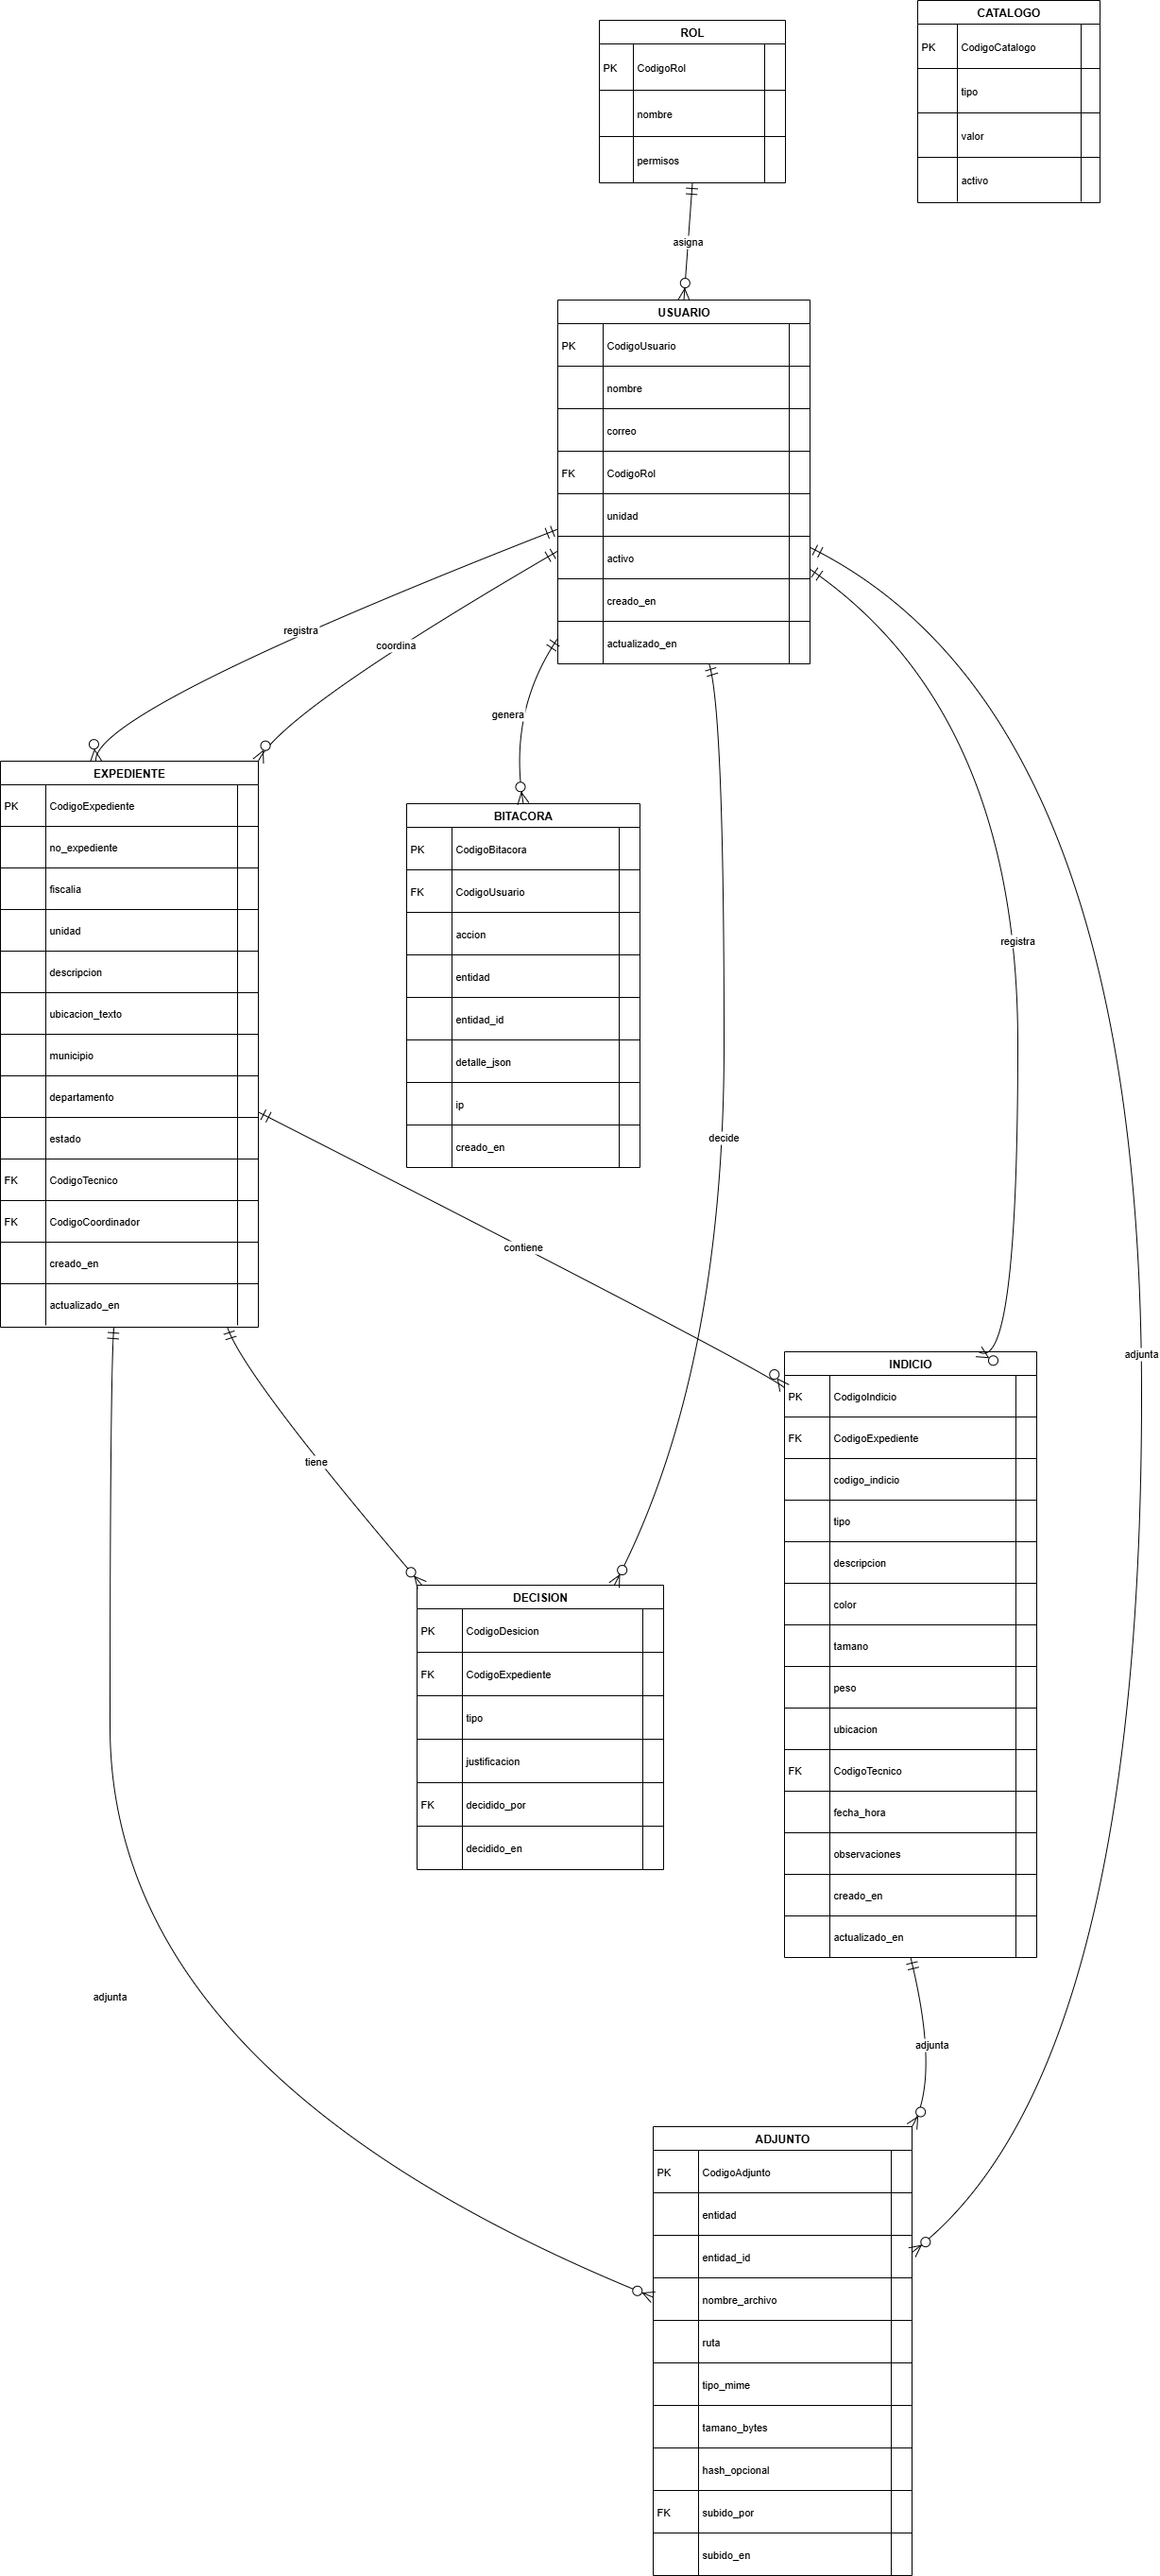 ROL
PK CodigoRol
nombre
permisos
CATALOGO
PK CodigoCatalogo
tipo
valor
activo
asigna
USUARIO
PK CodigoUsuario
nombre
correo
FK CodigoRol
unidad
activo
creado_en
actualizado_en
registra
coordina
genera
decide
registra
adjunta
EXPEDIENTE
PK CodigoExpediente
no_expediente
fiscalia
unidad
descripcion
ubicacion_texto
municipio
departamento
estado
FK CodigoTecnico
FK CodigoCoordinador
creado_en
actualizado_en
BITACORA
PK CodigoBitacora
FK CodigoUsuario
accion
entidad
entidad_id
detalle_json
ip
creado_en
contiene
tiene
INDICIO
PK CodigoIndicio
FK CodigoExpediente
codigo_indicio
tipo
descripcion
color
tamano
peso
ubicacion
FK CodigoTecnico
fecha_hora
observaciones
creado_en
actualizado_en
DECISION
PK CodigoDesicion
FK CodigoExpediente
tipo
justificacion
FK decidido_por
decidido_en
adjunta
adjunta
ADJUNTO
PK CodigoAdjunto
entidad
entidad_id
nombre_archivo
ruta
tipo_mime
tamano_bytes
hash_opcional
FK subido_por
subido_en